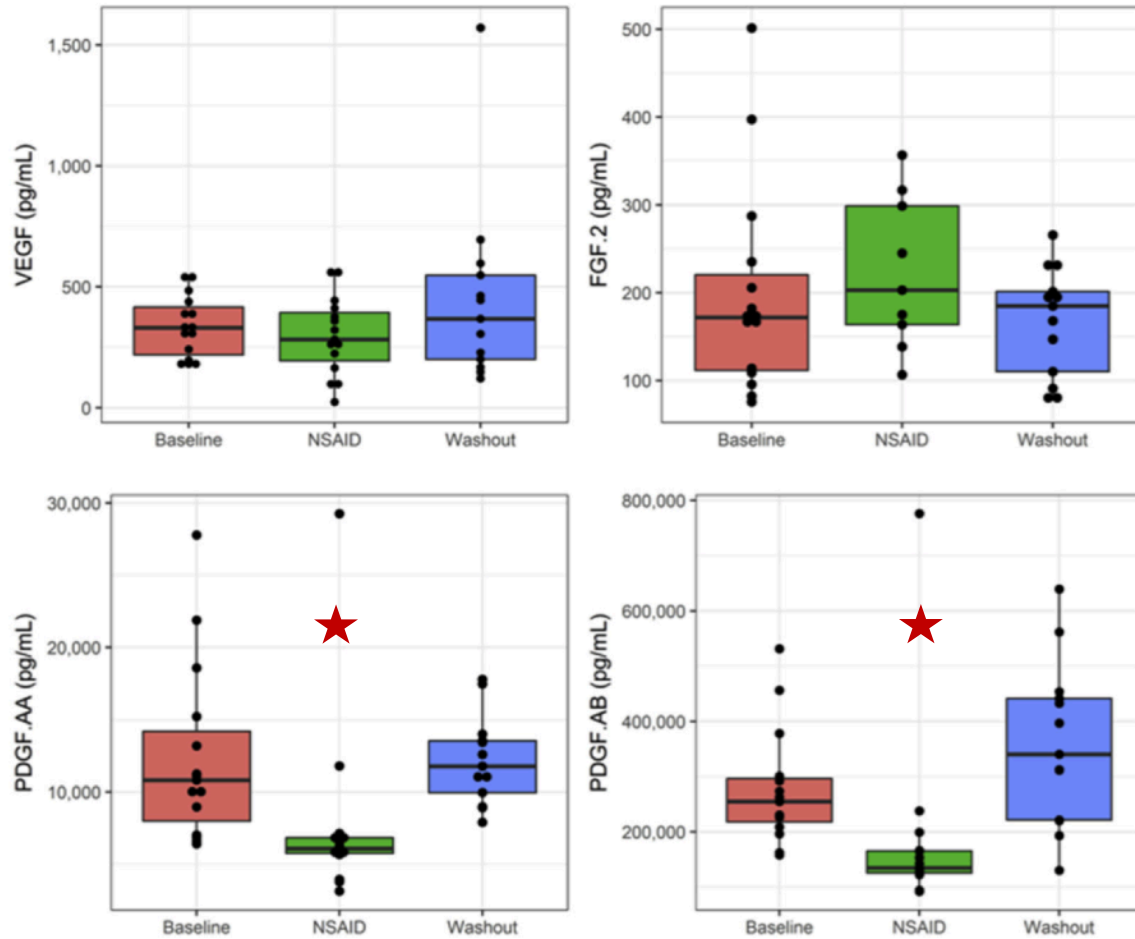 VEGF (pg/mL)
1,500
1,000
500
0
Baseline
NSAID
Washout
FGF.2 (pg/mL)
500
400
300
200
100
Baseline
NSAID
Washout
PDGF.AA (pg/mL)
30,000
20,000
10,000
Baseline
NSAID
Washout
PDGF.AB (pg/mL)
800,000
600,000
400,000
200,000
Baseline
NSAID
Washout